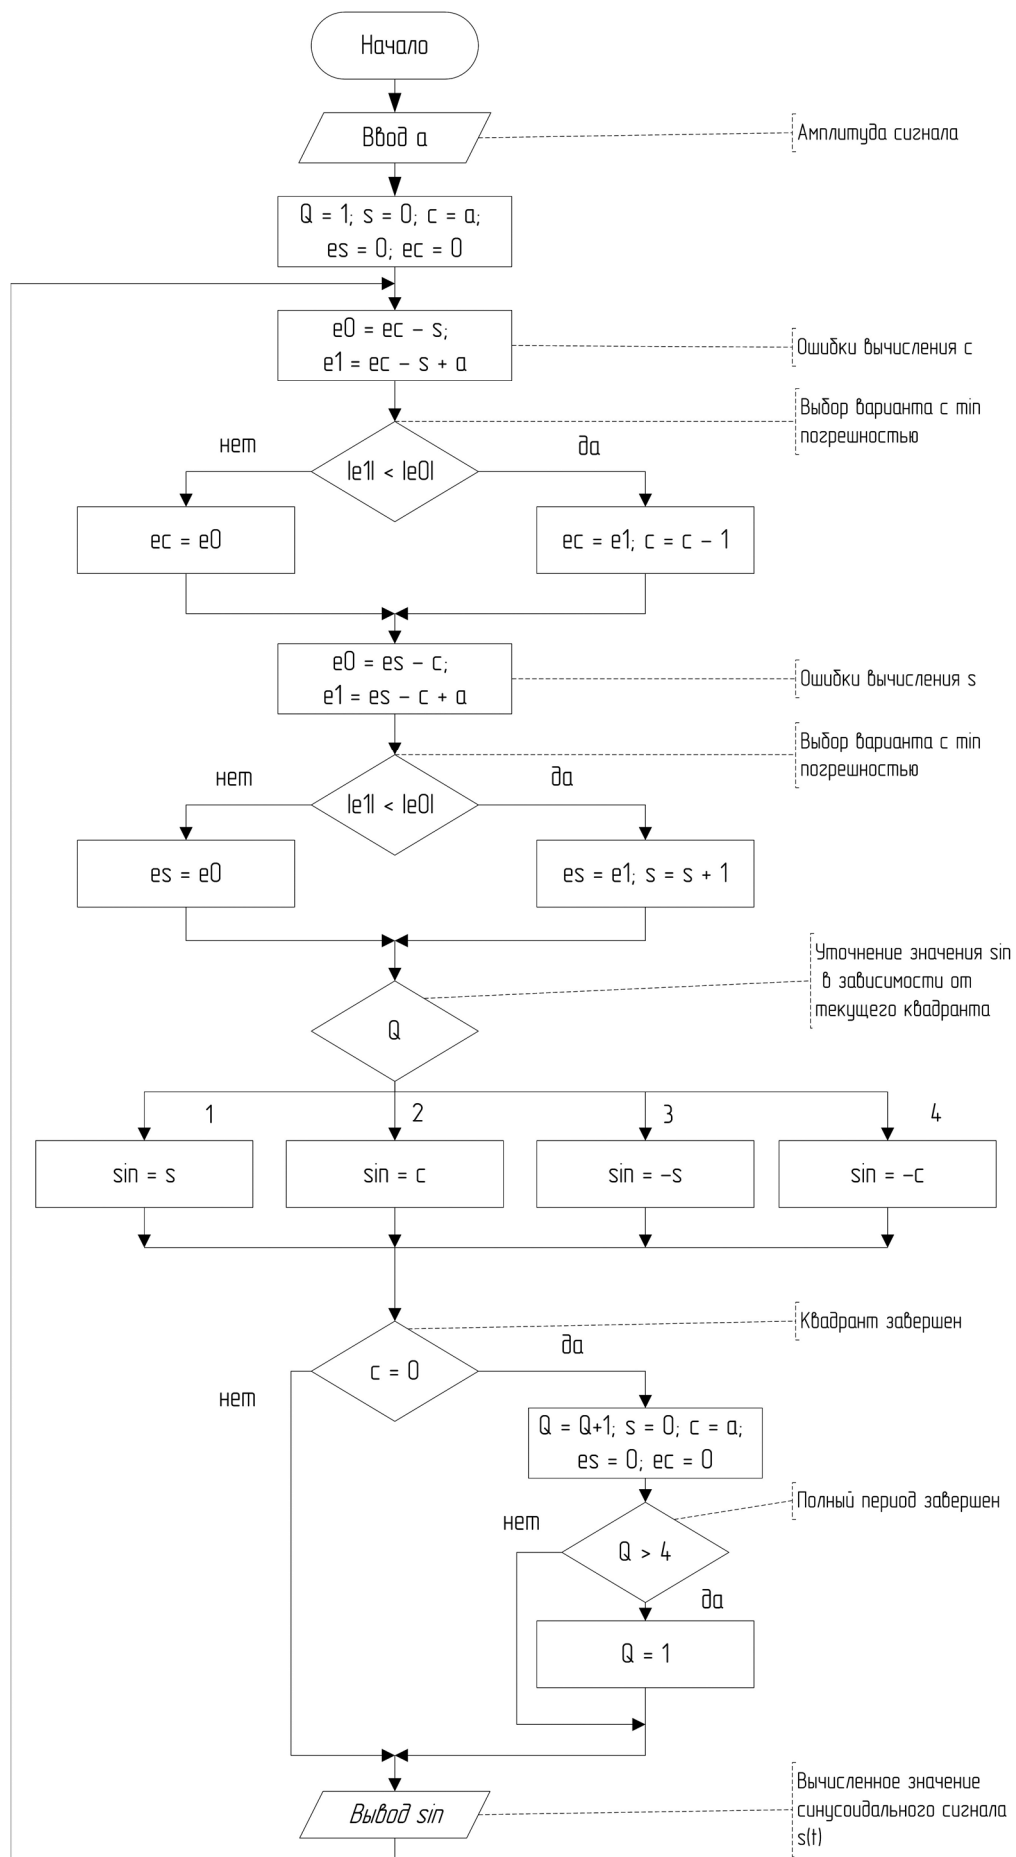 Начало
Ввод a
Амплитуда сигнала
Q = 1; s = 0; c = a;
es = 0; ec = 0
e0 = ec – s;
e1 = ec – s + a
Ошибки вычисления c
Выбор варианта с min
погрешностью
нет
|e1| < |e0|
да
ec = e0
ec = e1; c = c – 1
e0 = es – c;
e1 = es – c + a
Ошибки вычисления s
Выбор варианта с min
погрешностью
нет
|e1| < |e0|
да
es = e0
es = e1; s = s + 1
Уточнение значения sin
в зависимости от
текущего квадранта
Q
1
2
3
4
sin = s
sin = c
sin = –s
sin = –c
Квадрант завершен
да
c = 0
нет
Q = Q+1; s = 0; c = a;
es = 0; ec = 0
Полный период завершен
нет
Q > 4
да
Q = 1
Вывод sin
Вычисленное значение
синусоидального сигнала
s(t)